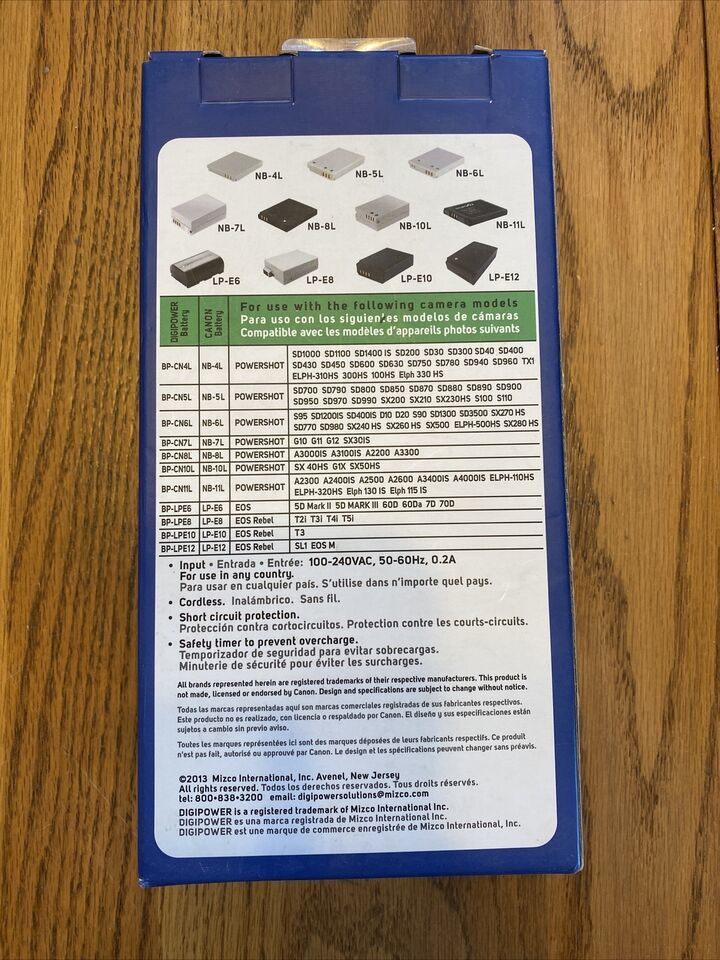 NB-4L NB-5L NB-6L
NB-7L NB-8L NB-10L NB-11L
LP-E6 LP-E8 LP-E10 LP-E12
DIGIPOWER Battery
CANON Battery
For use with the following camera models
Para uso con los siguientes modelos de cámaras
Compatible avec les modèles d'appareils photos suivants
BP-CN4L NB-4L POWERSHOT SD1000 SD1100 SD1400 IS SD200 SD30 SD300 SD40 SD400
SD430 SD450 SD600 SD630 SD750 SD780 SD940 SD960 TX1
ELPH-310HS 300HS 100HS Elph 330 HS
BP-CN5L NB-5L POWERSHOT SD700 SD790 SD800 SD850 SD870 SD880 SD890 SD900
SD950 SD970 SD990 SX200 SX210 SX230HS S100 S110
BP-CN6L NB-6L POWERSHOT S95 SD1200IS SD400IS D10 D20 S90 SD1300 SD3500 SX270 HS
SD770 SD980 SX240 HS SX260 HS SX500 ELPH-500HS SX280 HS
BP-CN7L NB-7L POWERSHOT G10 G11 G12 SX30IS
BP-CN8L NB-8L POWERSHOT A3000IS A3100IS A2200 A3300
BP-CN10L NB-10L POWERSHOT SX 40HS G1X SX50HS
BP-CN11L NB-11L POWERSHOT A2300 A2400IS A2500 A2600 A3400IS A4000IS ELPH-110HS
ELPH-320HS Elph 130 IS Elph 115 IS
BP-LPE6 LP-E6 EOS 5D Mark II 5D MARK III 60D 60Da 7D 70D
BP-LPE8 LP-E8 EOS Rebel T2i T3i T4i T5i
BP-LPE10 LP-E10 EOS Rebel T3
BP-LPE12 LP-E12 EOS Rebel SL1 EOS M
• Input • Entrada • Entrée: 100-240VAC, 50-60Hz, 0.2A
For use in any country.
Para usar en cualquier país. S'utilise dans n'importe quel pays.
• Cordless. Inalámbrico. Sans fil.
• Short circuit protection.
Protección contra cortocircuitos. Protection contre les courts-circuits.
• Safety timer to prevent overcharge.
Temporizador de seguridad para evitar sobrecargas.
Minuterie de sécurité pour éviter les surcharges.
All brands represented herein are registered trademarks of their respective manufacturers. This product is
not made, licensed or endorsed by Canon. Design and specifications are subject to change without notice.
Todas las marcas representadas aquí son marcas comerciales registradas de sus fabricantes respectivos.
Este producto no es realizado, con licencia o respaldado por Canon. El diseño y sus especificaciones están
sujetos a cambio sin previo aviso.
Toutes les marques représentées ici sont des marques déposées de leurs fabricants respectifs. Ce produit
n'est pas fait, autorisé ou approuvé par Canon. Le design et les spécifications peuvent changer sans préavis.
©2013 Mizco International, Inc. Avenel, New Jersey
All rights reserved. Todos los derechos reservados. Tous droits réservés.
tel: 800•838•3200 email: digipowersolutions@mizco.com
DIGIPOWER is a registered trademark of Mizco International, Inc.
DIGIPOWER es una marca registrada de Mizco International, Inc.
DIGIPOWER est une marque de commerce enregistrée de Mizco International, Inc.